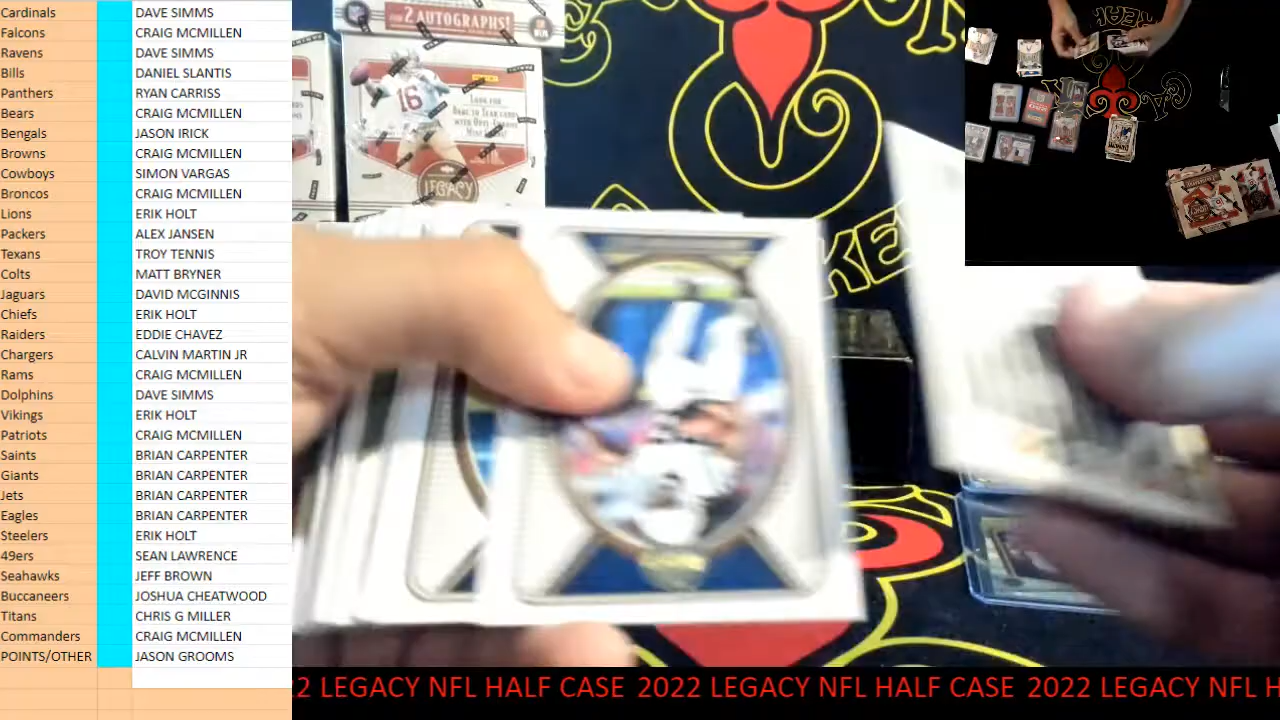 Cardinals DAVE SIMMS
Falcons CRAIG MCMILLEN
Ravens DAVE SIMMS
Bills DANIEL SLANTIS
Panthers RYAN CARRISS
Bears CRAIG MCMILLEN
Bengals JASON IRICK
Browns CRAIG MCMILLEN
Cowboys SIMON VARGAS
Broncos CRAIG MCMILLEN
Lions ERIK HOLT
Packers ALEX JANSEN
Texans TROY TENNIS
Colts MATT BRYNER
Jaguars DAVID MCGINNIS
Chiefs ERIK HOLT
Raiders EDDIE CHAVEZ
Chargers CALVIN MARTIN JR
Rams CRAIG MCMILLEN
Dolphins DAVE SIMMS
Vikings ERIK HOLT
Patriots CRAIG MCMILLEN
Saints BRIAN CARPENTER
Giants BRIAN CARPENTER
Jets BRIAN CARPENTER
Eagles BRIAN CARPENTER
Steelers ERIK HOLT
49ers SEAN LAWRENCE
Seahawks JEFF BROWN
Buccaneers JOSHUA CHEATWOOD
Titans CHRIS G MILLER
Commanders CRAIG MCMILLEN
POINTS/OTHER JASON GROOMS
2 AUTOGRAPHS!
16
LOOK FOR
LEGACY
KE
2 LEGACY NFL HALF CASE 2022 LEGACY NFL HALF CASE 2022 LEGACY NFL H